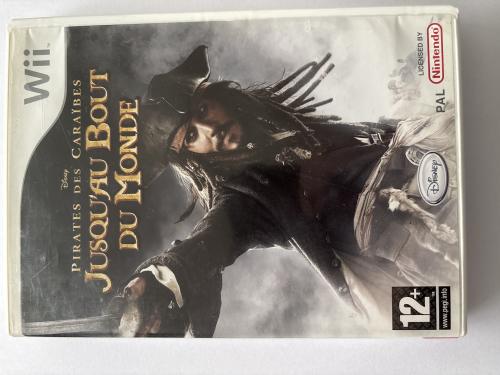 Wii
Disney
PIRATES DES CARAÏBES
JUSQU'AU BOUT
DU MONDE
LICENSED BY
Nintendo
PAL
Disney
12+
www.pegi.info